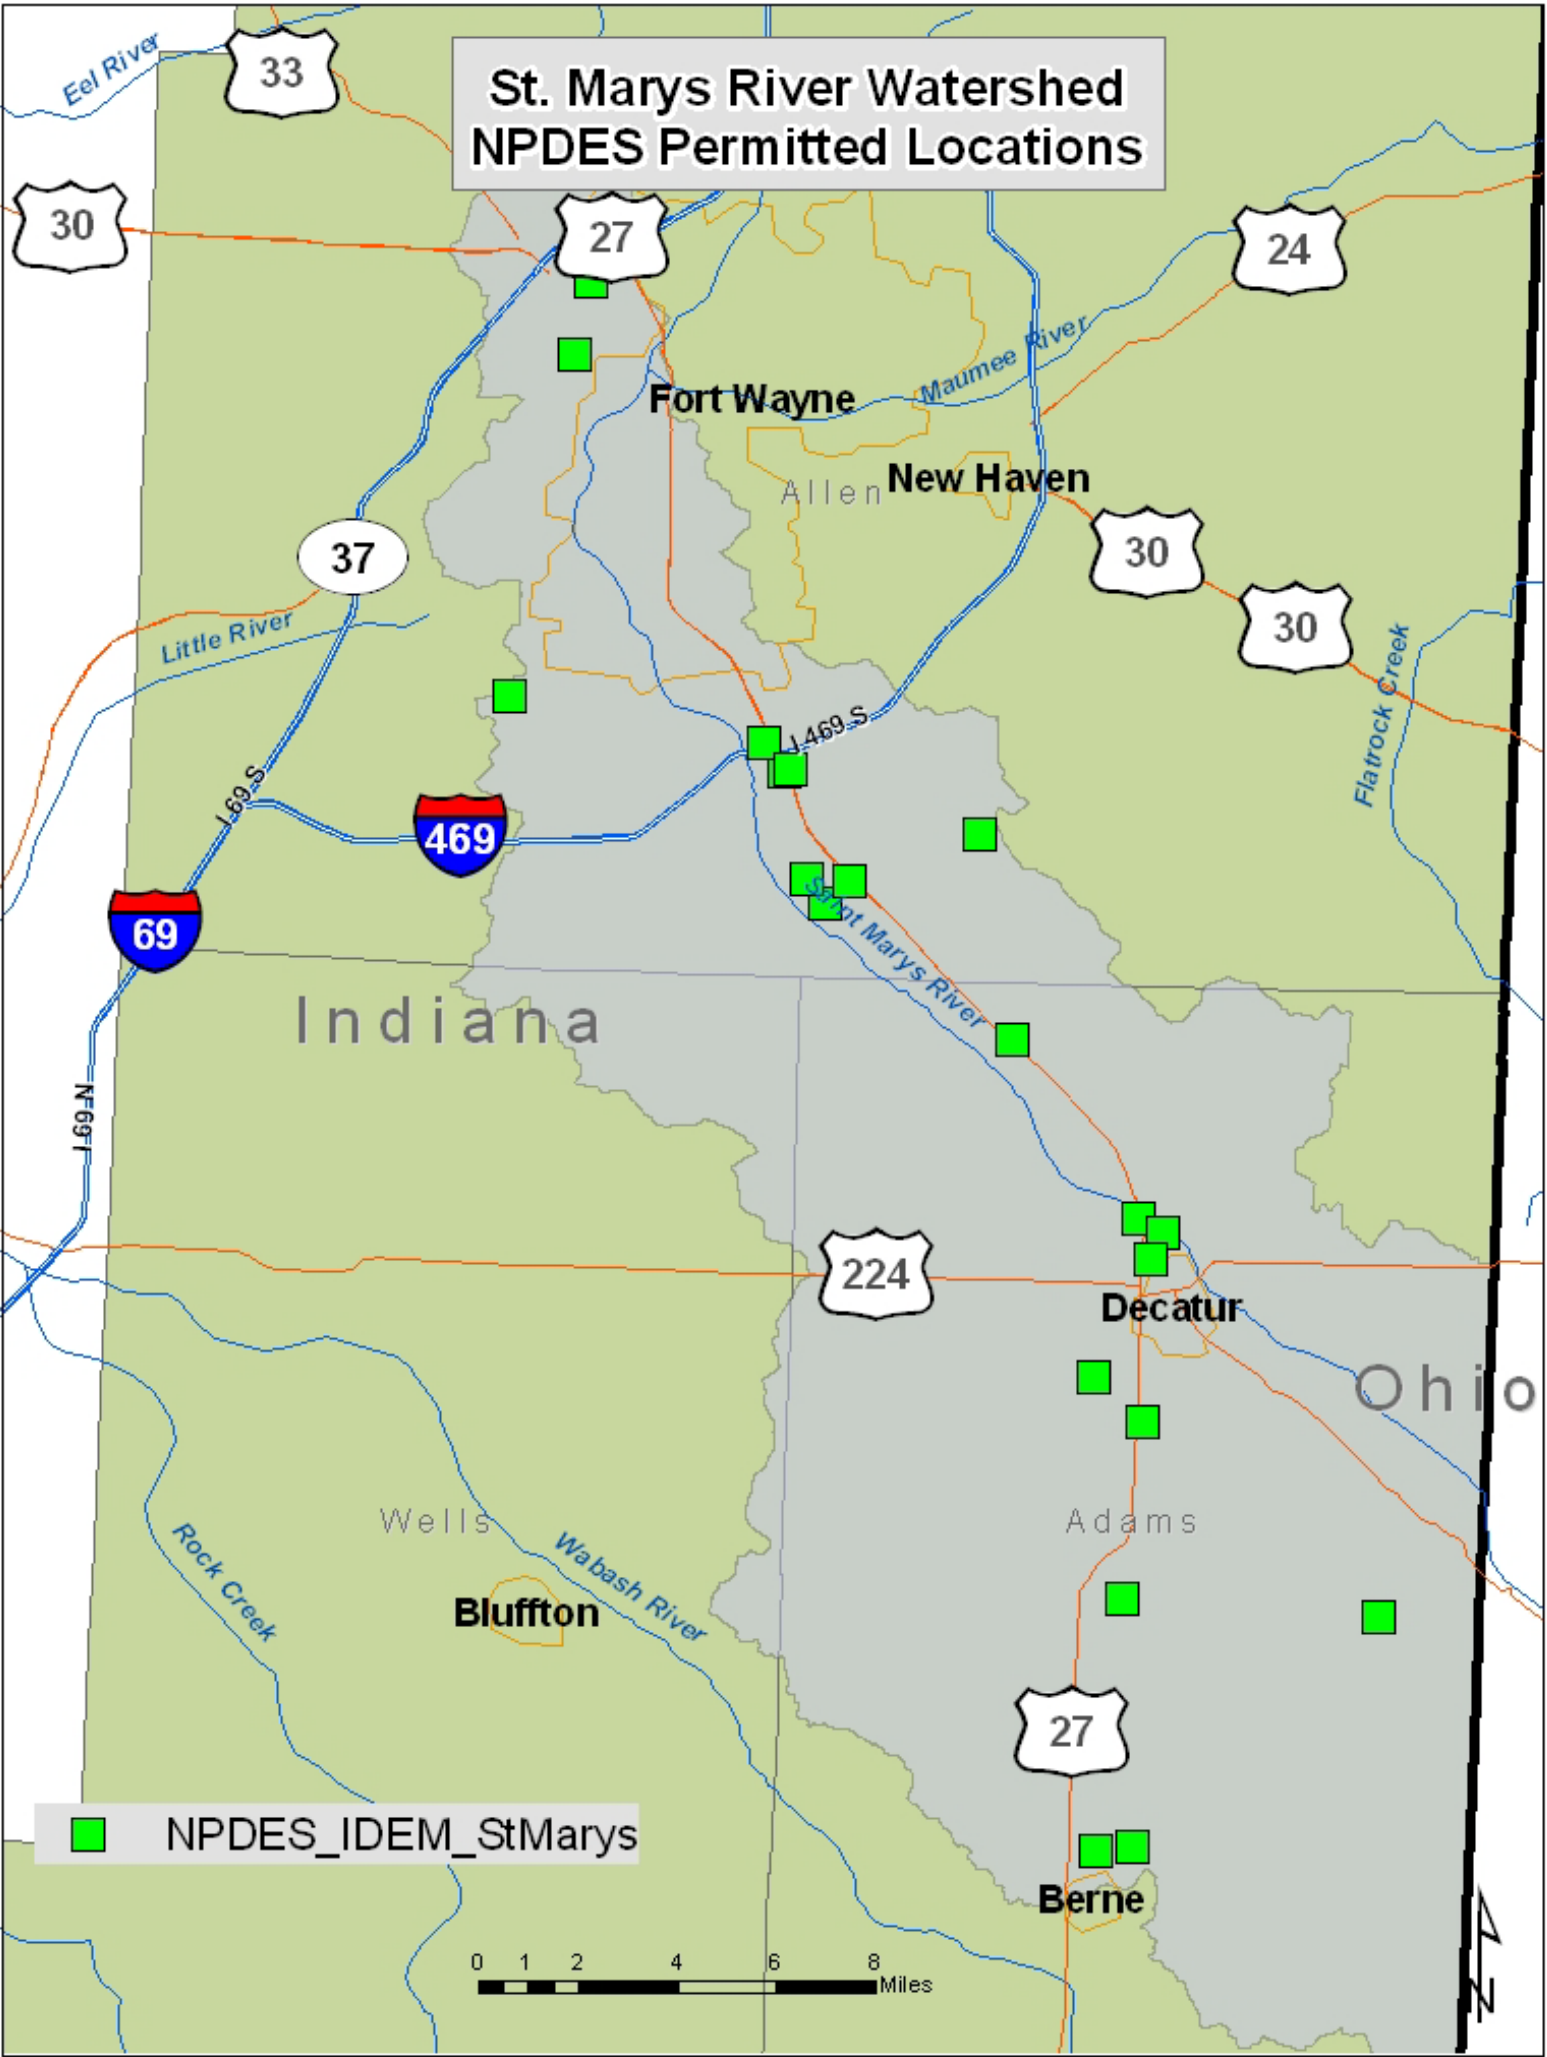 Eel River
33
St. Marys River Watershed
NPDES Permitted Locations
30
27
24
Maumee River
Fort Wayne
New Haven
Allen
30
37
30
Little River
Flatrock Creek
I 469 S
I 69 S
469
69
Saint Marys River
Indiana
I 69 N
224
Decatur
Ohio
Wells
Adams
Rock Creek
Wabash River
Bluffton
27
NPDES_IDEM_StMarys
Berne
0 1 2 4 6 8
Miles
N